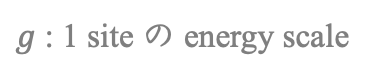 g : 1 site の energy scale